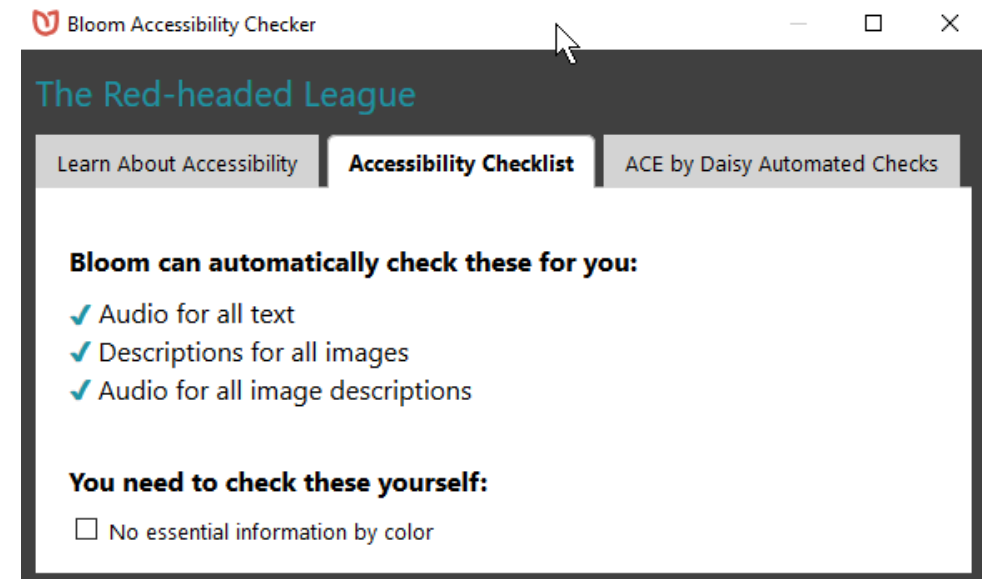 Bloom Accessibility Checker
The Red-headed League
Learn About Accessibility
Accessibility Checklist
ACE by Daisy Automated Checks
Bloom can automatically check these for you:
Audio for all text
Descriptions for all images
Audio for all image descriptions
You need to check these yourself:
No essential information by color